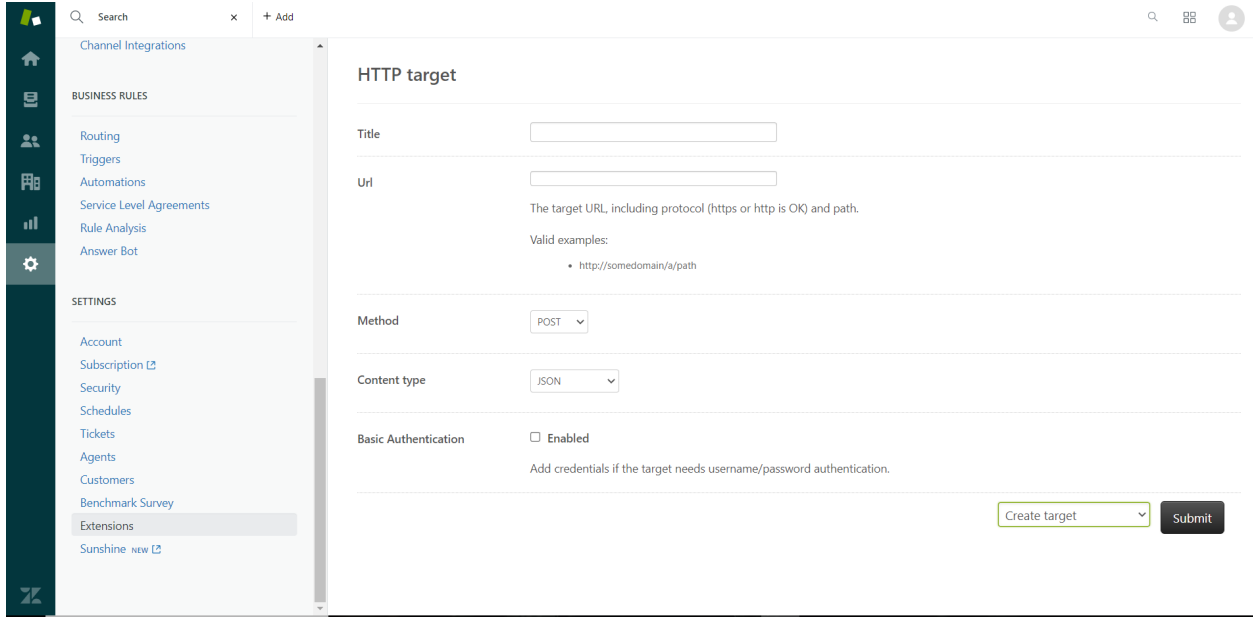 Search × + Add
Channel Integrations
BUSINESS RULES
Routing
Triggers
Automations
Service Level Agreements
Rule Analysis
Answer Bot
SETTINGS
Account
Subscription
Security
Schedules
Tickets
Agents
Customers
Benchmark Survey
Extensions
Sunshine NEW
HTTP target
Title
Url
The target URL, including protocol (https or http is OK) and path.
Valid examples:
• http://somedomain/a/path
Method POST
Content type JSON
Basic Authentication Enabled
Add credentials if the target needs username/password authentication.
Create target Submit